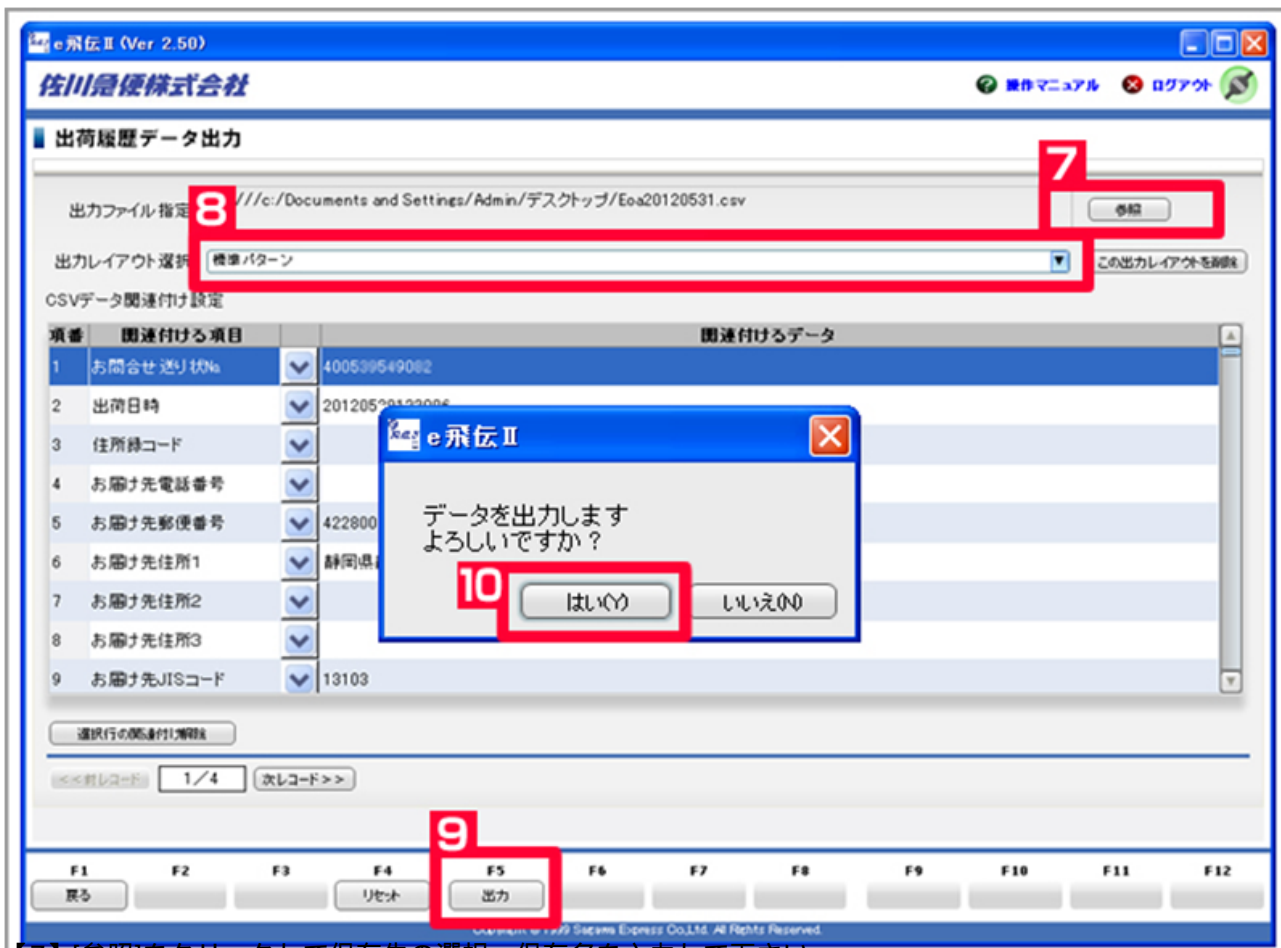 e飛伝Ⅱ (Ver 2.50)
佐川急便株式会社
操作マニュアル ログアウト
出荷履歴データ出力
7
8
出力ファイル指定 ///c:/Documents and Settings/Admin/デスクトップ/Eoa20120531.csv 参照
出力レイアウト選択 標準パターン この出力レイアウトを削除
CSVデータ関連付け設定
項番 関連付ける項目 関連付けるデータ
1 お問合せ送り状№ 400539549082
2 出荷日時
3 住所録コード
4 お届け先電話番号
5 お届け先郵便番号 422800
6 お届け先住所1 静岡県
7 お届け先住所2
8 お届け先住所3
9 お届け先JISコード 13103
e飛伝Ⅱ
データを出力します
よろしいですか？
10
はい(Y) いいえ(N)
選択行の関連付け解除
<<前レコード 1/4 次レコード>>
9
F1 F2 F3 F4 F5 F6 F7 F8 F9 F10 F11 F12
戻る リセット 出力
1999 Sagawa Express Co.,Ltd. All Rights Reserved.